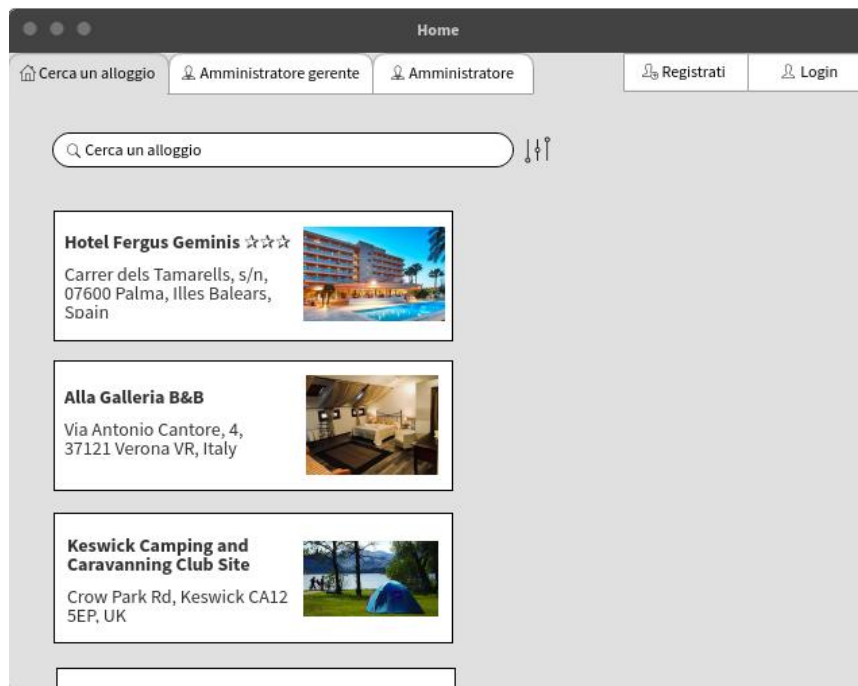 Home
Cerca un alloggio
Amministratore gerente
Amministratore
Registrati
Login
Cerca un alloggio
Hotel Fergus Geminis ☆☆☆
Carrer dels Tamarells, s/n,
07600 Palma, Illes Balears,
Spain
Alla Galleria B&B
Via Antonio Cantore, 4,
37121 Verona VR, Italy
Keswick Camping and
Caravanning Club Site
Crow Park Rd, Keswick CA12
5EP, UK